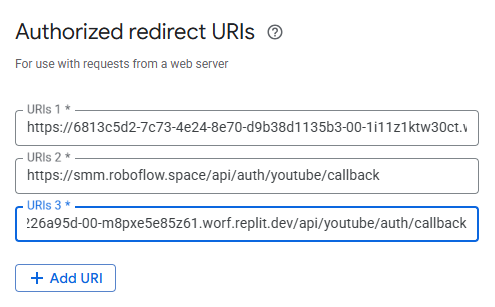 Authorized redirect URIs
For use with requests from a web server
URIs 1 *
https://6813c5d2-7c73-4e24-8e70-d9b38d1135b3-00-1i11z1ktw30ct.w
URIs 2 *
https://smm.roboflow.space/api/auth/youtube/callback
URIs 3 *
226a95d-00-m8pxe5e85z61.worf.replit.dev/api/youtube/auth/callback
+ Add URI